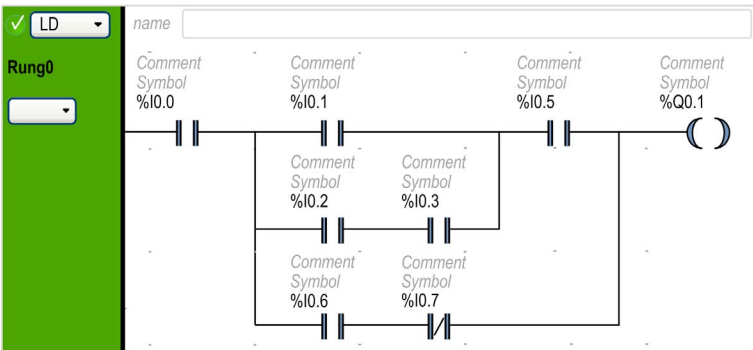 LD name
Rung0
Comment Comment Comment Comment
Symbol Symbol Symbol Symbol
%I0.0 %I0.1 %I0.5 %Q0.1
Comment Comment
Symbol Symbol
%I0.2 %I0.3
Comment Comment
Symbol Symbol
%I0.6 %I0.7